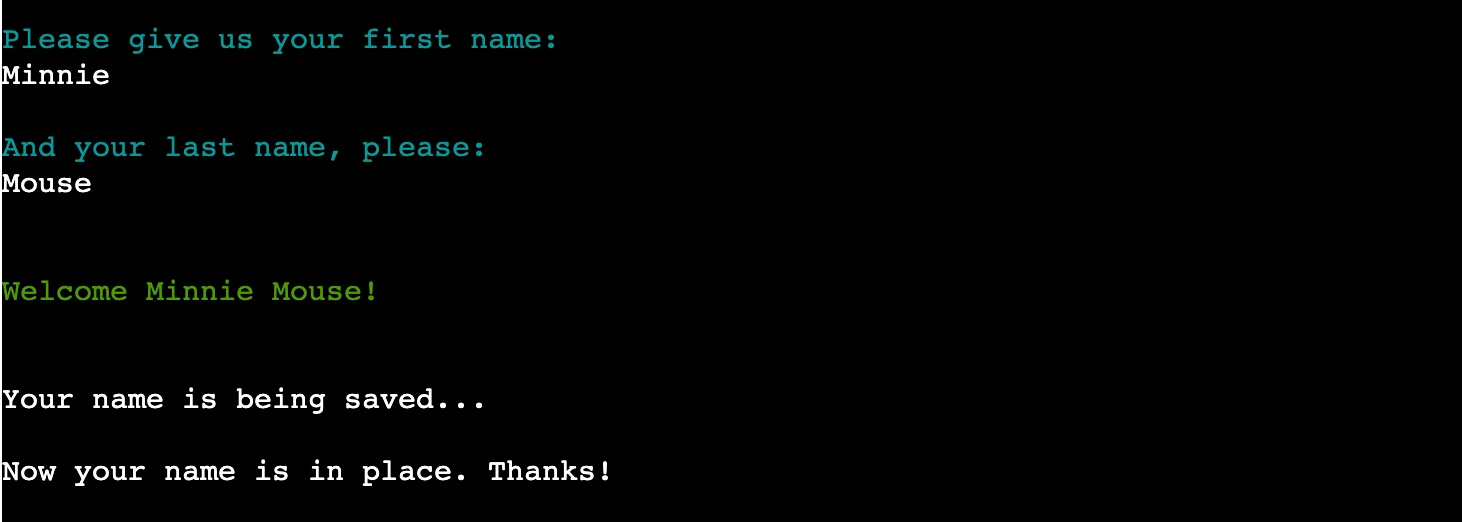 Please give us your first name:
Minnie
And your last name, please:
Mouse
Welcome Minnie Mouse!
Your name is being saved...
Now your name is in place. Thanks!